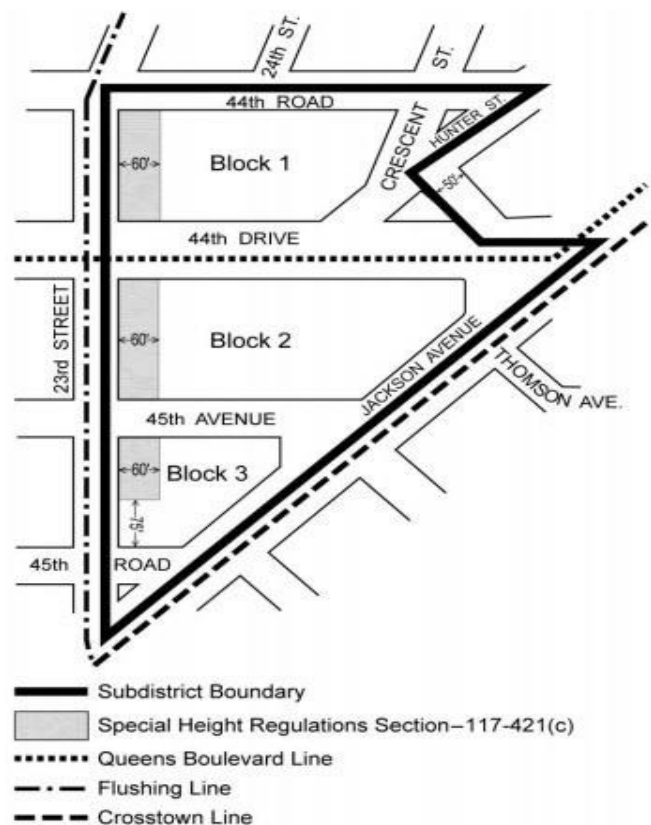 24th ST.
ST.
44th ROAD
CRESCENT
HUNTER ST.
60'
Block 1
50'
44th DRIVE
23rd STREET
60'
Block 2
JACKSON AVENUE
THOMSON AVE.
45th AVENUE
60'
Block 3
75'
45th ROAD
Subdistrict Boundary
Special Height Regulations Section–117-421(c)
Queens Boulevard Line
Flushing Line
Crosstown Line